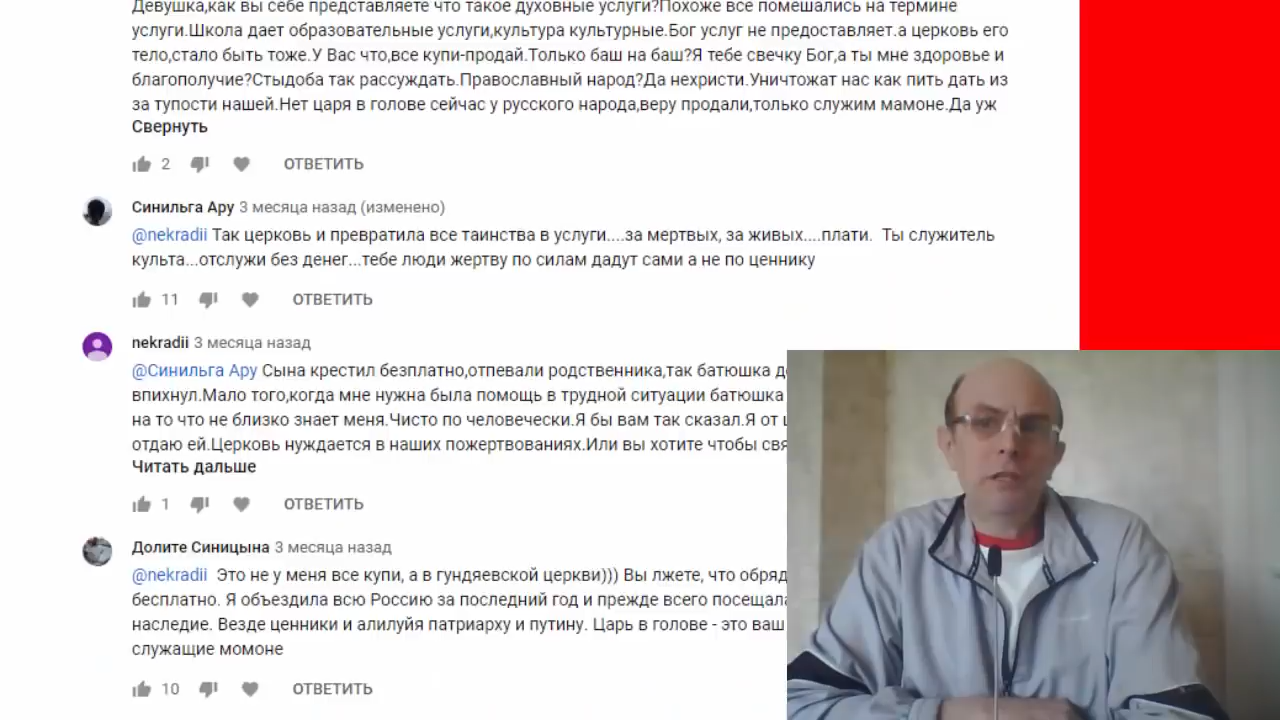 Девушка,как вы себе представляете что такое духовные услуги?Похоже все помешались на термине
услуги.Школа дает образовательные услуги,культура культурные.Бог услуг не предоставляет.а церковь его
тело,стало быть тоже.У Вас что,все купи-продай.Только баш на баш?Я тебе свечку Бог,а ты мне здоровье и
благополучие?Стыдоба так рассуждать.Православный народ?Да нехристи.Уничтожат нас как пить дать из
за тупости нашей.Нет царя в голове сейчас у русского народа,веру продали,только служим мамоне.Да уж
Свернуть
2 ОТВЕТИТЬ
Синильга Ару 3 месяца назад (изменено)
@nekradii Так церковь и превратила все таинства в услуги....за мертвых, за живых....плати. Ты служитель
культа...отслужи без денег...тебе люди жертву по силам дадут сами а не по ценнику
11 ОТВЕТИТЬ
nekradii 3 месяца назад
@Синильга Ару Сына крестил безплатно,отпевали родственника,так батюшка
впихнул.Мало того,когда мне нужна была помощь в трудной ситуации батюшка
на то что не близко знает меня.Чисто по человечески.Я бы вам так сказал.Я от
отдаю ей.Церковь нуждается в наших пожертвованиях.Или вы хотите чтобы
Читать дальше
1 ОТВЕТИТЬ
Долите Синицына 3 месяца назад
@nekradii Это не у меня все купи, а в гундяевской церкви))) Вы лжете, что
бесплатно. Я объездила всю Россию за последний год и прежде всего
наследие. Везде ценники и алилуйя патриарху и путину. Царь в голове - это ваш
служащие момоне
10 ОТВЕТИТЬ